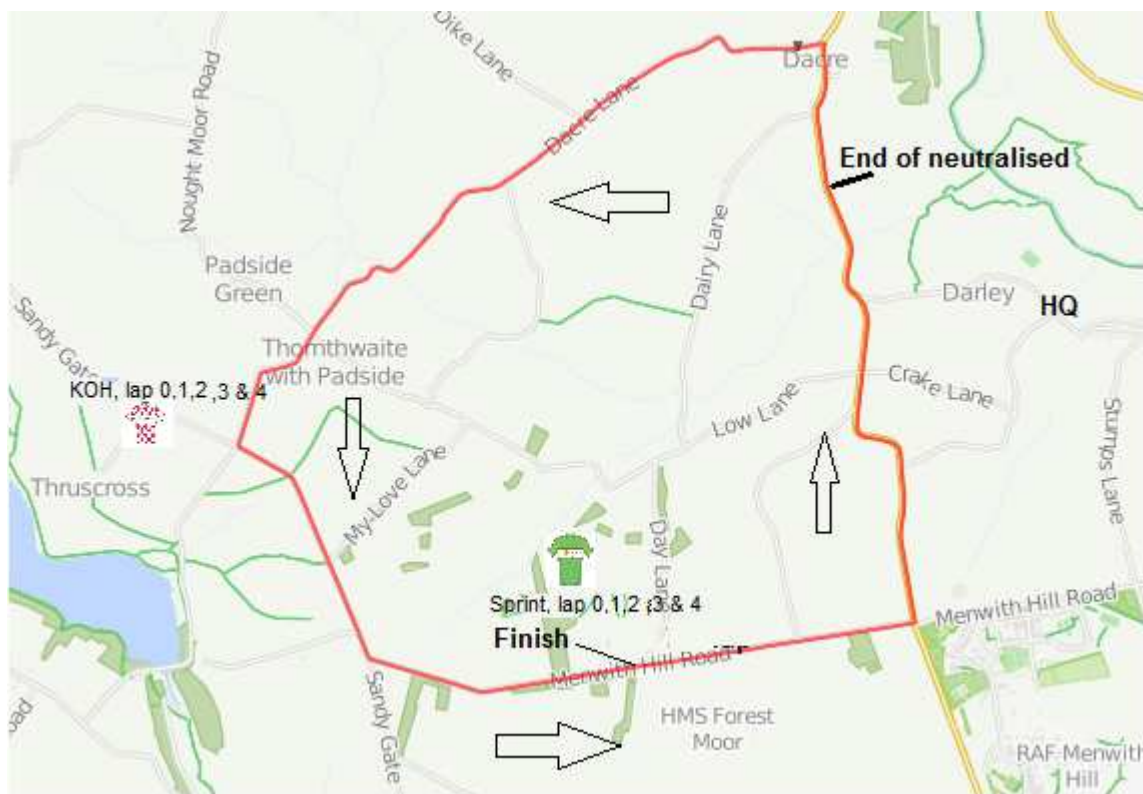 Dike Lane
Dacre
Dacre Lane
Nought Moor Road
End of neutralised
Dairy Lane
Padside
Green
Darley
HQ
Sandy Gate
Thornthwaite
with Padside
KOH, lap 0,1,2 ,3 & 4
Crake Lane
Low Lane
Stumps Lane
Thruscross
My-Love Lane
Day Lane
Sprint, lap 0,1,2 ,3 & 4
Menwith Hill Road
Finish
Menwith Hill Road
Sandy Gate
HMS Forest
Moor
oad
RAF Menwith
Hill